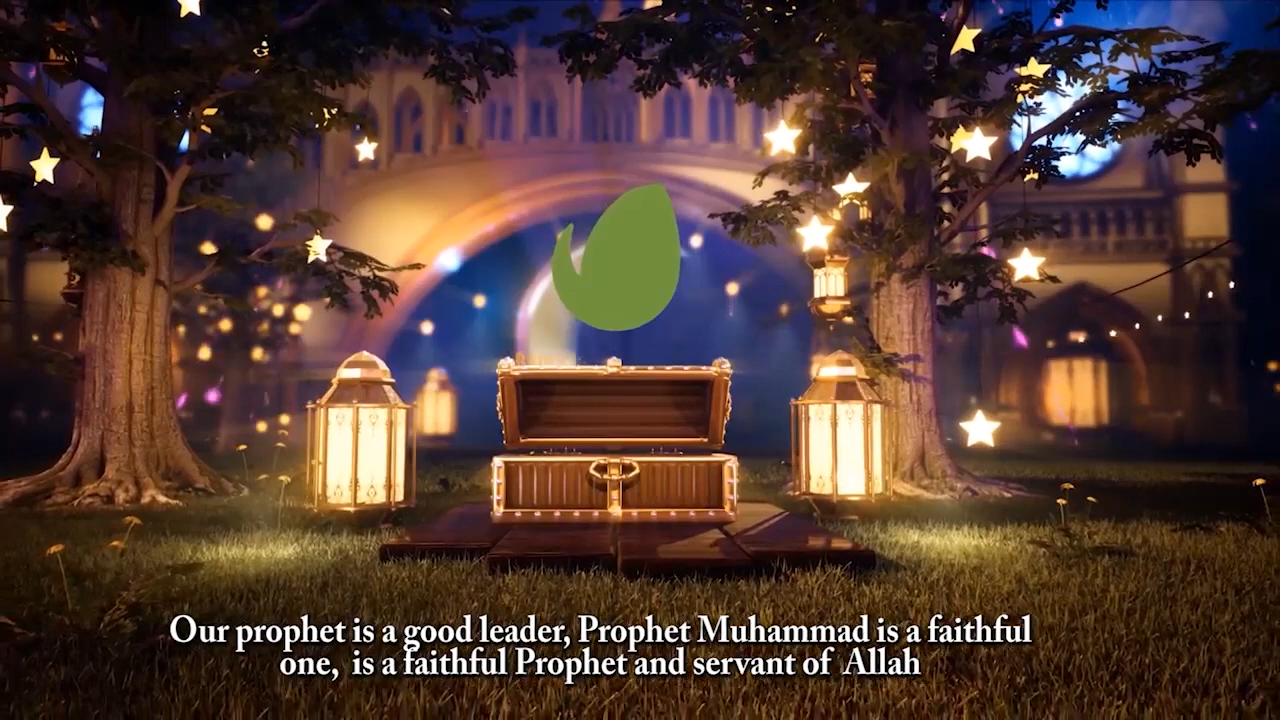 Our prophet is a good leader, Prophet Muhammad is a faithful
one, is a faithful Prophet and servant of Allah